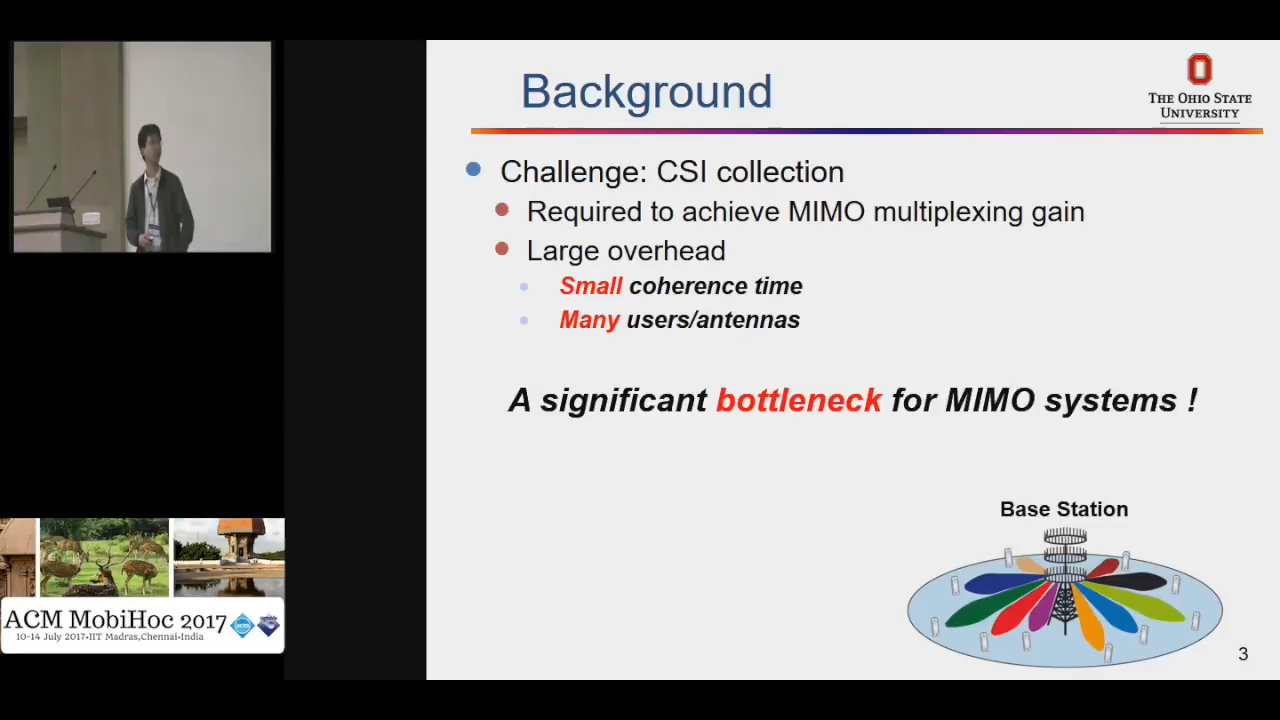 Background
THE OHIO STATE
UNIVERSITY
Challenge: CSI collection
Required to achieve MIMO multiplexing gain
Large overhead
Small coherence time
Many users/antennas
A significant bottleneck for MIMO systems !
Base Station
3
ACM MobiHoc 2017
10-14 July 2017•IIT Madras,Chennai-India
acm